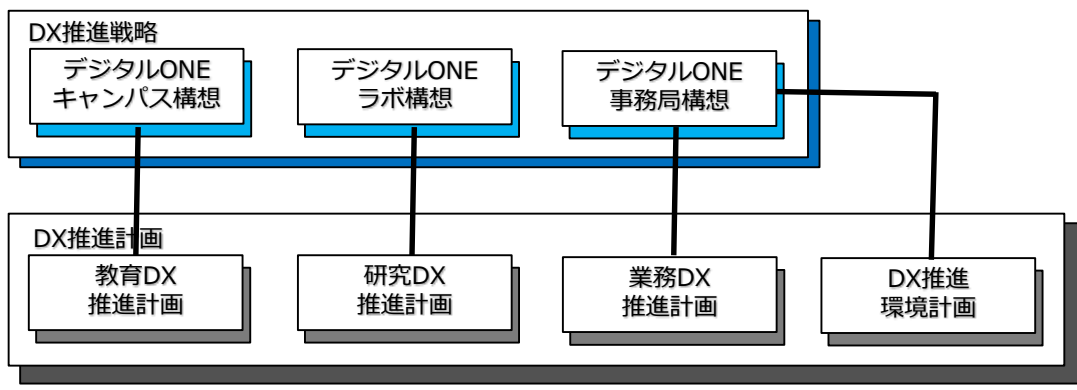 DX推進戦略
デジタルONE
キャンパス構想
デジタルONE
ラボ構想
デジタルONE
事務局構想
DX推進計画
教育DX
推進計画
研究DX
推進計画
業務DX
推進計画
DX推進
環境計画